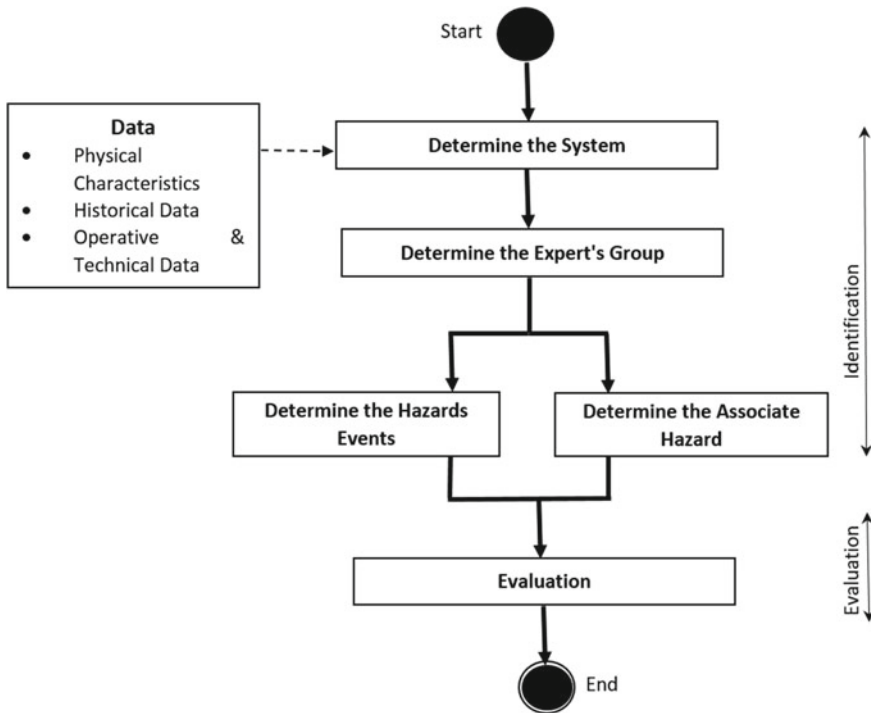 Start
Data
• Physical
Characteristics
• Historical Data
• Operative &
Technical Data
Determine the System
Determine the Expert's Group
Determine the Hazards
Events
Determine the Associate
Hazard
Identification
Evaluation
Evaluation
End